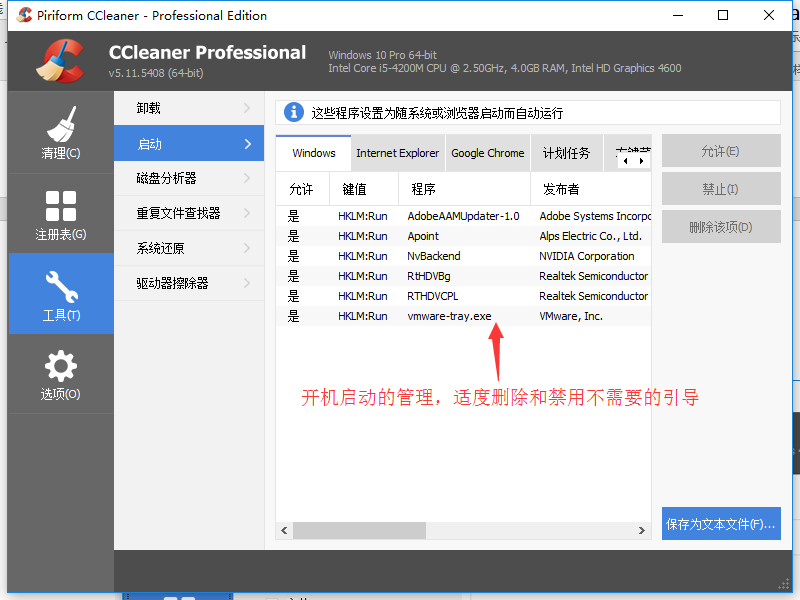 Piriform CCleaner - Professional Edition
CCleaner Professional
v5.11.5408 (64-bit)
Windows 10 Pro 64-bit
Intel Core i5-4200M CPU @ 2.50GHz, 4.0GB RAM, Intel HD Graphics 4600
清理(C)
注册表(G)
工具(T)
选项(O)
卸载
启动
磁盘分析器
重复文件查找器
系统还原
驱动器擦除器
这些程序设置为随系统或浏览器启动而自动运行
Windows Internet Explorer Google Chrome 计划任务
允许 键值 程序 发布者
是 HKLM:Run AdobeAAMUpdater-1.0 Adobe Systems Incorpo
是 HKLM:Run Apoint Alps Electric Co., Ltd.
是 HKLM:Run NvBackend NVIDIA Corporation
是 HKLM:Run RtHDVBg Realtek Semiconductor
是 HKLM:Run RTHDVCPL Realtek Semiconductor
是 HKLM:Run vmware-tray.exe VMware, Inc.
开机启动的管理，适度删除和禁用不需要的引导
允许(E)
禁止(I)
删除该项(D)
保存为文本文件(F)...